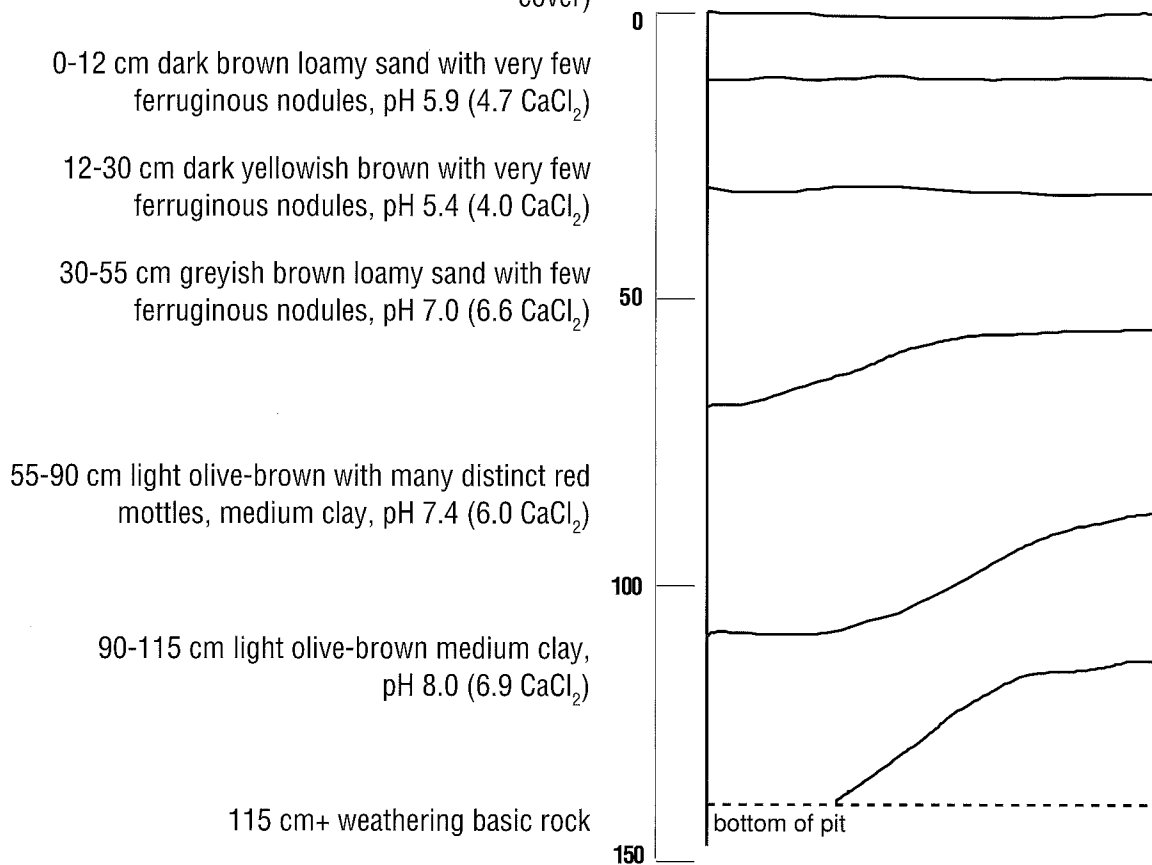 cover)
0
0-12 cm dark brown loamy sand with very few
ferruginous nodules, pH 5.9 (4.7 CaCl₂)
12-30 cm dark yellowish brown with very few
ferruginous nodules, pH 5.4 (4.0 CaCl₂)
30-55 cm greyish brown loamy sand with few
ferruginous nodules, pH 7.0 (6.6 CaCl₂)
50
55-90 cm light olive-brown with many distinct red
mottles, medium clay, pH 7.4 (6.0 CaCl₂)
100
90-115 cm light olive-brown medium clay,
pH 8.0 (6.9 CaCl₂)
115 cm+ weathering basic rock
bottom of pit
150